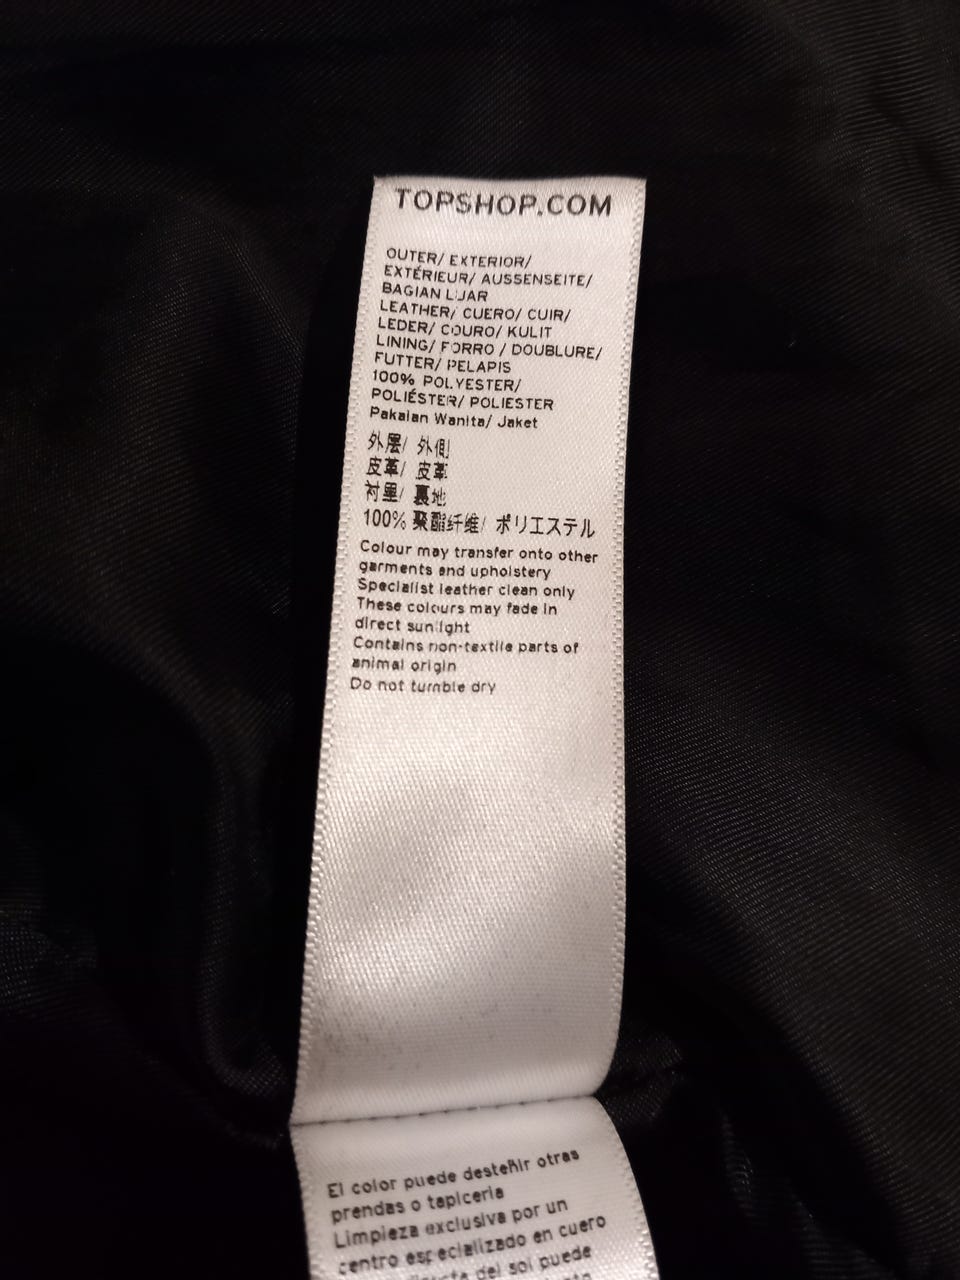 TOPSHOP.COM
OUTER/ EXTERIOR/
EXTÉRIEUR/ AUSSENSEITE/
BAGIAN LUAR
LEATHER/ CUERO/ CUIR/
LEDER/ COURO/ KULIT
LINING/ FORRO / DOUBLURE/
FUTTER/ PELAPIS
100% POLYESTER/
POLIÉSTER/ POLIESTER
Pakaian Wanita/ Jaket
外层/ 外側
皮革/ 皮革
衬里/ 裏地
100% 聚酯纤维/ ポリエステル
Colour may transfer onto other
garments and upholstery
Specialist leather clean only
These colours may fade in
direct sunlight
Contains non-textile parts of
animal origin
Do not tumble dry
El color puede desteñir otras
prendas o tapicería
Limpieza exclusiva por un
centro especializado en cuero
del sol puede